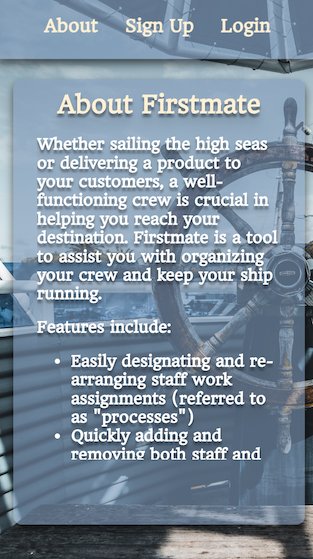 About Sign Up Login
About Firstmate
Whether sailing the high seas
or delivering a product to
your customers, a well-
functioning crew is crucial in
helping you reach your
destination. Firstmate is a tool
to assist you with organizing
your crew and keep your ship
running.
Features include:
• Easily designating and re-
arranging staff work
assignments (referred to
as "processes")
• Quickly adding and
removing both staff and